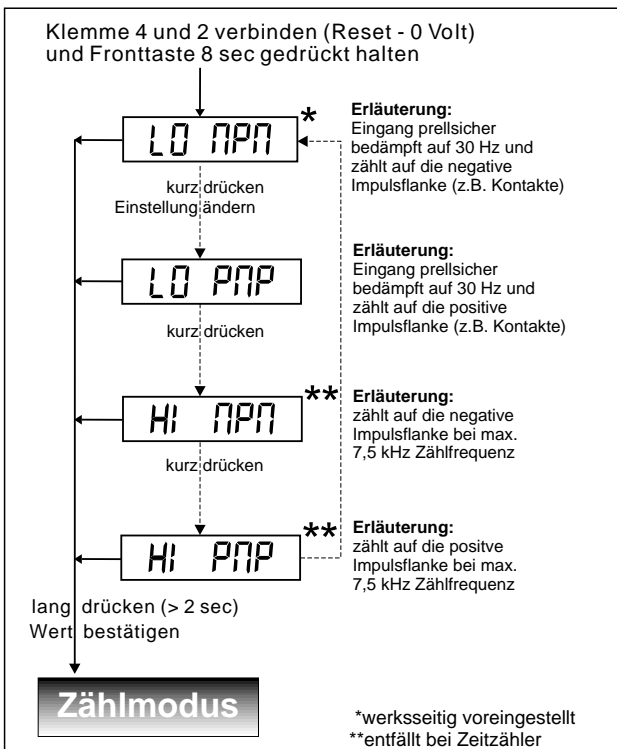 Klemme 4 und 2 verbinden (Reset - 0 Volt)
und Fronttaste 8 sec gedrückt halten
LO NPN *
Erläuterung:
Eingang prellsicher
bedämpft auf 30 Hz und
zählt auf die negative
Impulsflanke (z.B. Kontakte)
kurz drücken
Einstellung ändern
LO PNP
Erläuterung:
Eingang prellsicher
bedämpft auf 30 Hz und
zählt auf die positive
Impulsflanke (z.B. Kontakte)
kurz drücken
HI NPN **
Erläuterung:
zählt auf die negative
Impulsflanke bei max.
7,5 kHz Zählfrequenz
kurz drücken
HI PNP **
Erläuterung:
zählt auf die positve
Impulsflanke bei max.
7,5 kHz Zählfrequenz
lang drücken (> 2 sec)
Wert bestätigen
Zählmodus
*werksseitig voreingestellt
**entfällt bei Zeitzähler